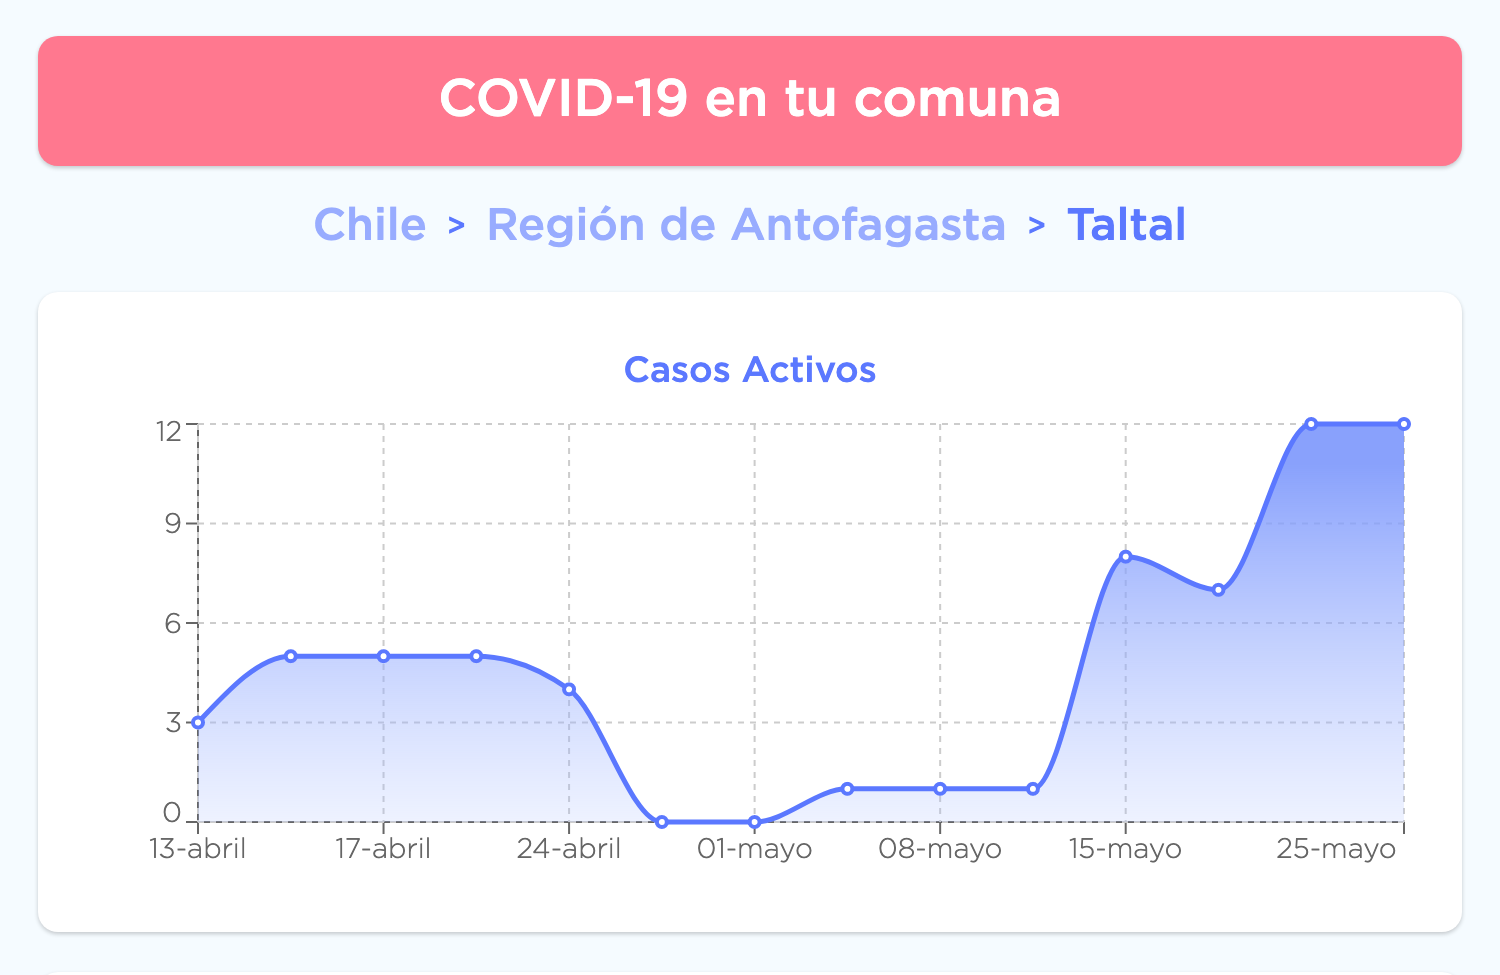 COVID-19 en tu comuna
Chile > Región de Antofagasta > Taltal
Casos Activos
12
9
6
3
0
13-abril 17-abril 24-abril 01-mayo 08-mayo 15-mayo 25-mayo